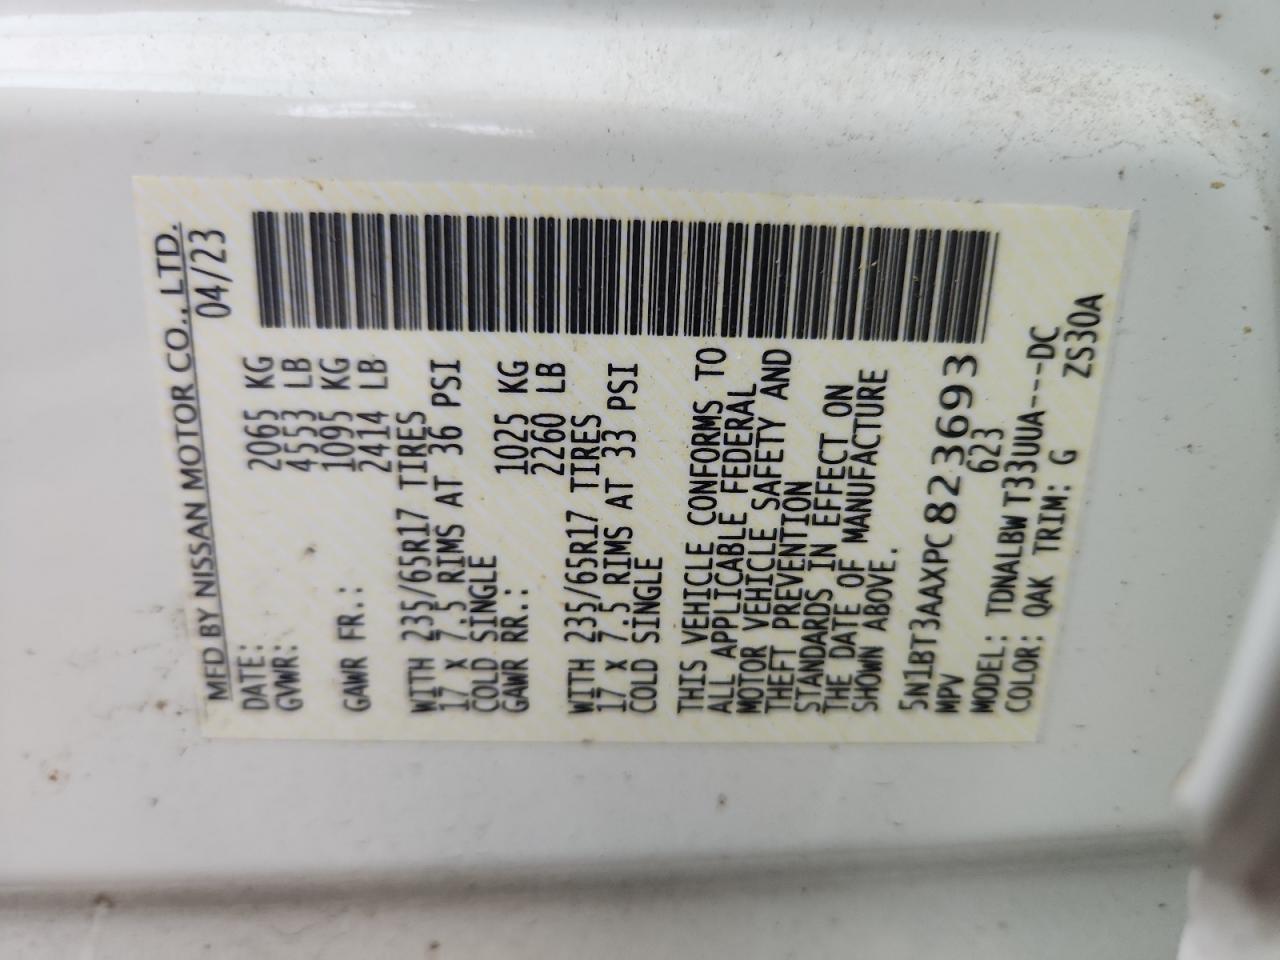 MFD BY NISSAN MOTOR CO., LTD.
DATE: 04/23
GVWR: 2065 KG
4553 LB
GAWR FR.: 1095 KG
2414 LB
WITH 235/65R17 TIRES
17 X 7.5 RIMS AT 36 PSI
COLD SINGLE
GAWR RR.: 1025 KG
2260 LB
WITH 235/65R17 TIRES
17 X 7.5 RIMS AT 33 PSI
COLD SINGLE
THIS VEHICLE CONFORMS TO
ALL APPLICABLE FEDERAL
MOTOR VEHICLE SAFETY AND
THEFT PREVENTION
STANDARDS IN EFFECT ON
THE DATE OF MANUFACTURE
SHOWN ABOVE.
5N1BT3AAXPC823693
MPV 623
MODEL: TDNALBW T33UUA---DC
COLOR: QAK TRIM: G ZS30A